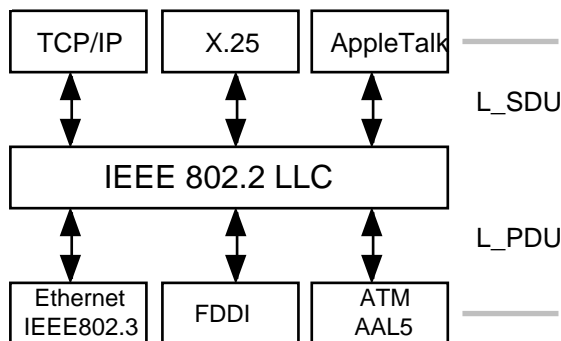 TCP/IP
X.25
AppleTalk
L_SDU
IEEE 802.2 LLC
L_PDU
Ethernet
IEEE802.3
FDDI
ATM
AAL5